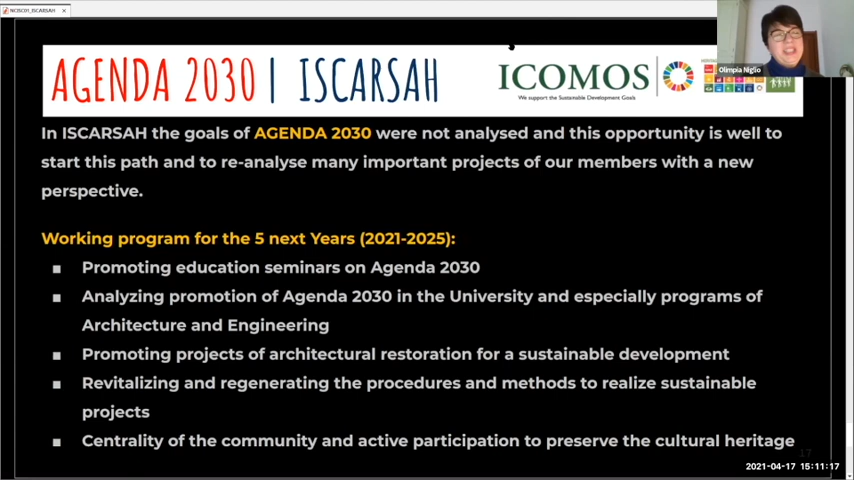 NCISC01_ISCARSAH
AGENDA 2030 | ISCARSAH
ICOMOS
We support the Sustainable Development Goals
Olimpia Niglio
In ISCARSAH the goals of AGENDA 2030 were not analysed and this opportunity is well to
start this path and to re-analyse many important projects of our members with a new
perspective.
Working program for the 5 next Years (2021-2025):
▪ Promoting education seminars on Agenda 2030
▪ Analyzing promotion of Agenda 2030 in the University and especially programs of
Architecture and Engineering
▪ Promoting projects of architectural restoration for a sustainable development
▪ Revitalizing and regenerating the procedures and methods to realize sustainable
projects
▪ Centrality of the community and active participation to preserve the cultural heritage
17
2021-04-17 15:11:17